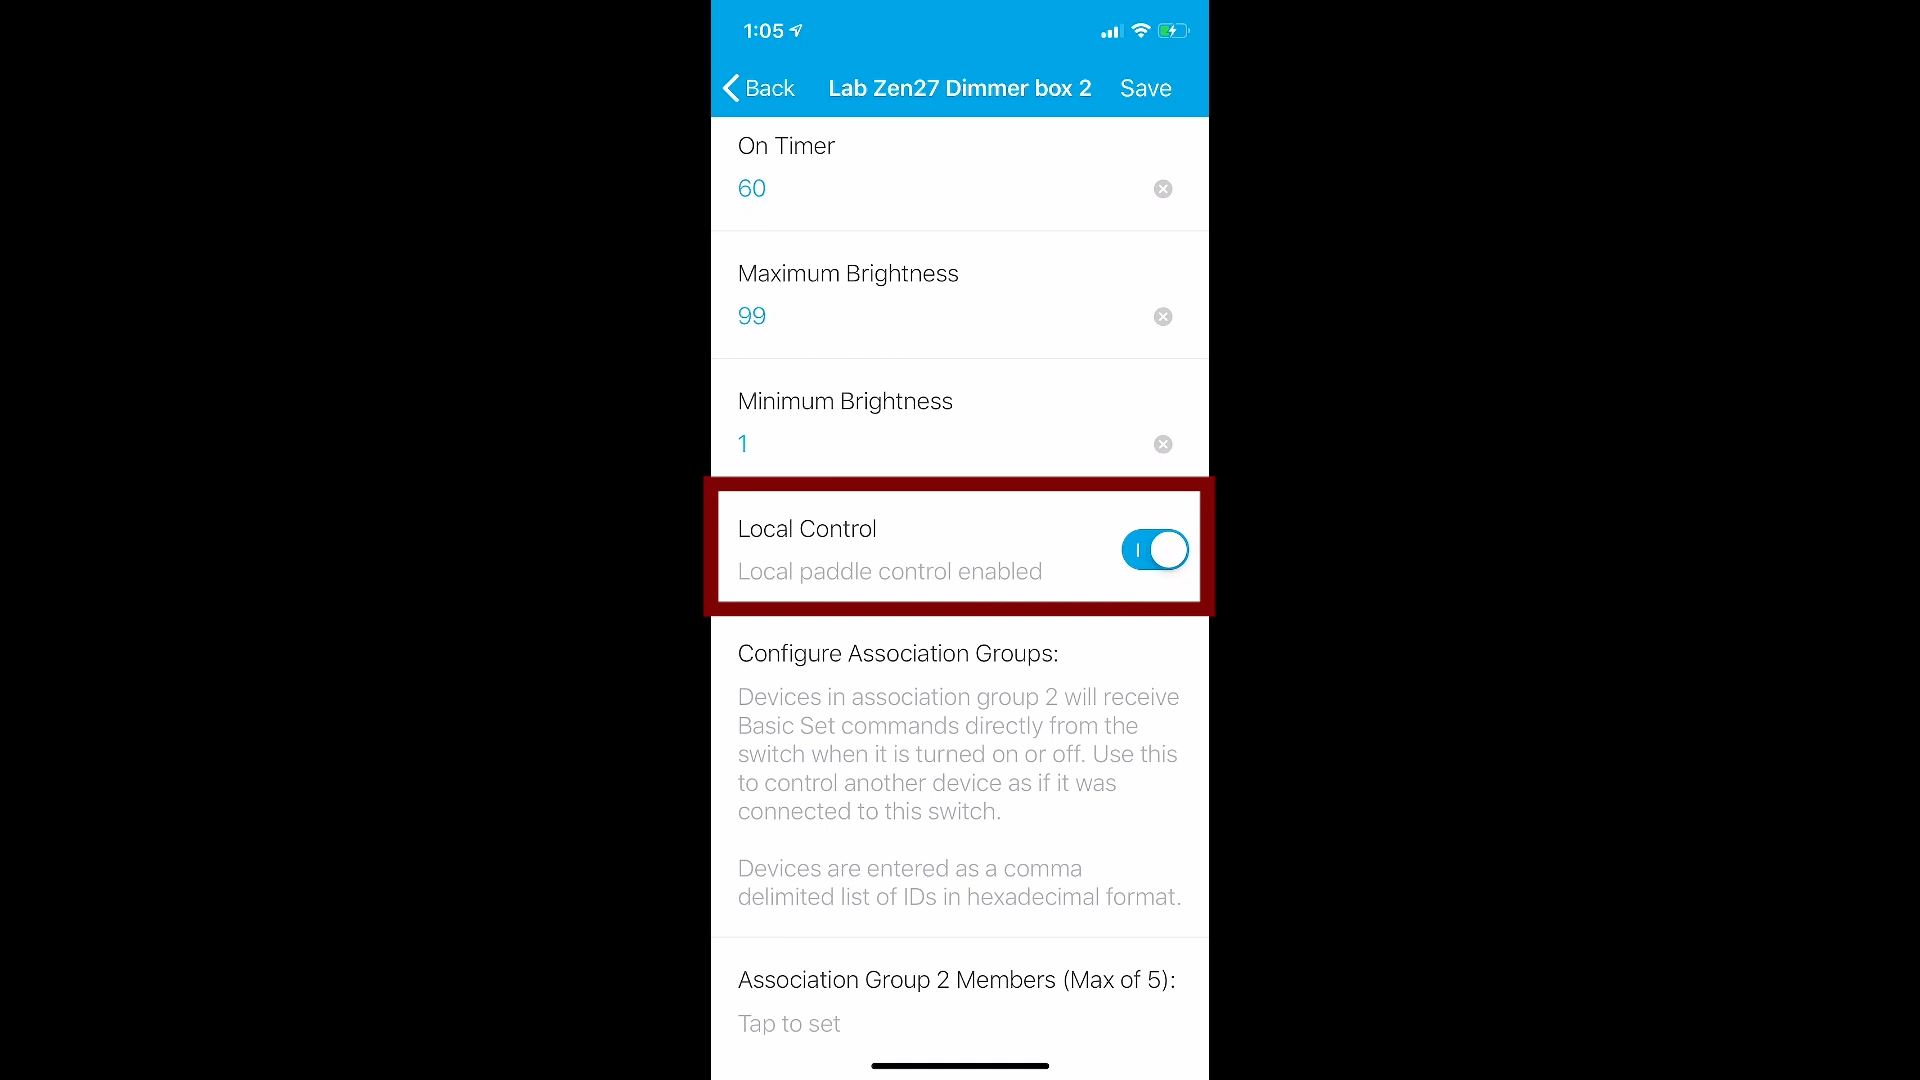 1:05
Back
Lab Zen27 Dimmer box 2
Save
On Timer
60
Maximum Brightness
99
Minimum Brightness
1
Local Control
Local paddle control enabled
Configure Association Groups:
Devices in association group 2 will receive
Basic Set commands directly from the
switch when it is turned on or off. Use this
to control another device as if it was
connected to this switch.
Devices are entered as a comma
delimited list of IDs in hexadecimal format.
Association Group 2 Members (Max of 5):
Tap to set